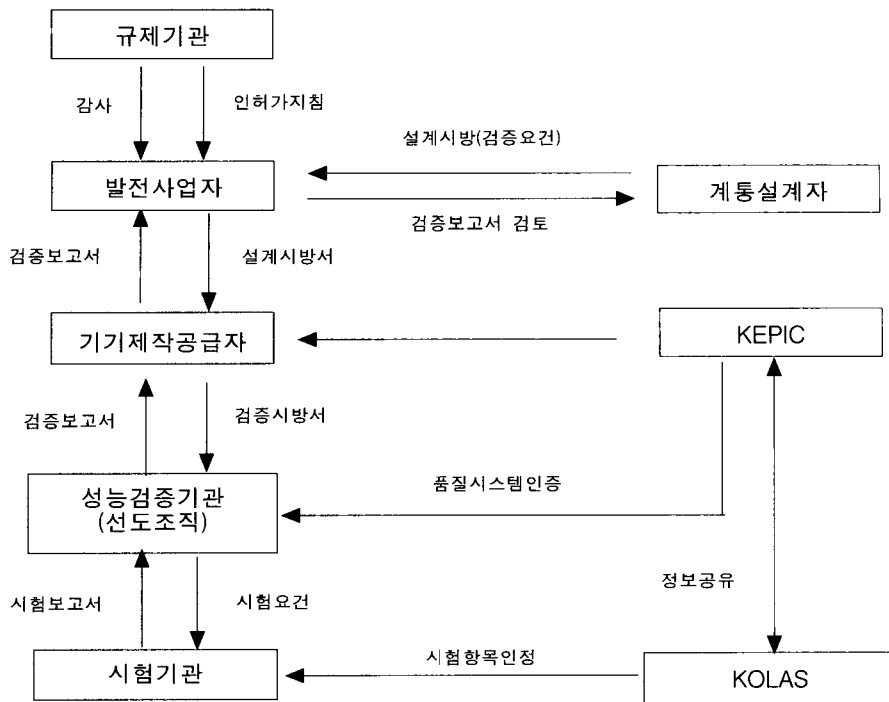 규제기관
감사
인허가지침
설계시방(검증요건)
발전사업자
계통설계자
검증보고서 검토
검증보고서
설계시방서
기기제작공급자
KEPIC
검증보고서
검증시방서
성능검증기관
(선도조직)
품질시스템인증
정보공유
시험보고서
시험요건
시험기관
시험항목인정
KOLAS